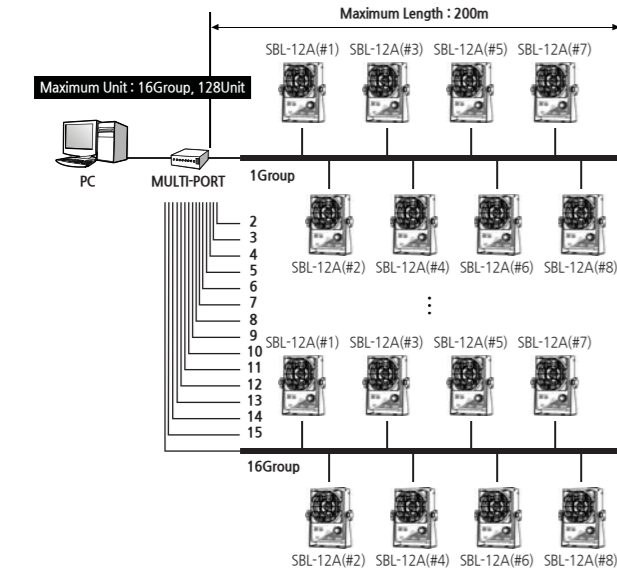 Maximum Length : 200m
SBL-12A(#1) SBL-12A(#3) SBL-12A(#5) SBL-12A(#7)
Maximum Unit : 16Group, 128Unit
PC
MULTI-PORT
1Group
2
3
4
5
6
7
8
9
10
11
12
13
14
15
SBL-12A(#2) SBL-12A(#4) SBL-12A(#6) SBL-12A(#8)
SBL-12A(#1) SBL-12A(#3) SBL-12A(#5) SBL-12A(#7)
16Group
SBL-12A(#2) SBL-12A(#4) SBL-12A(#6) SBL-12A(#8)